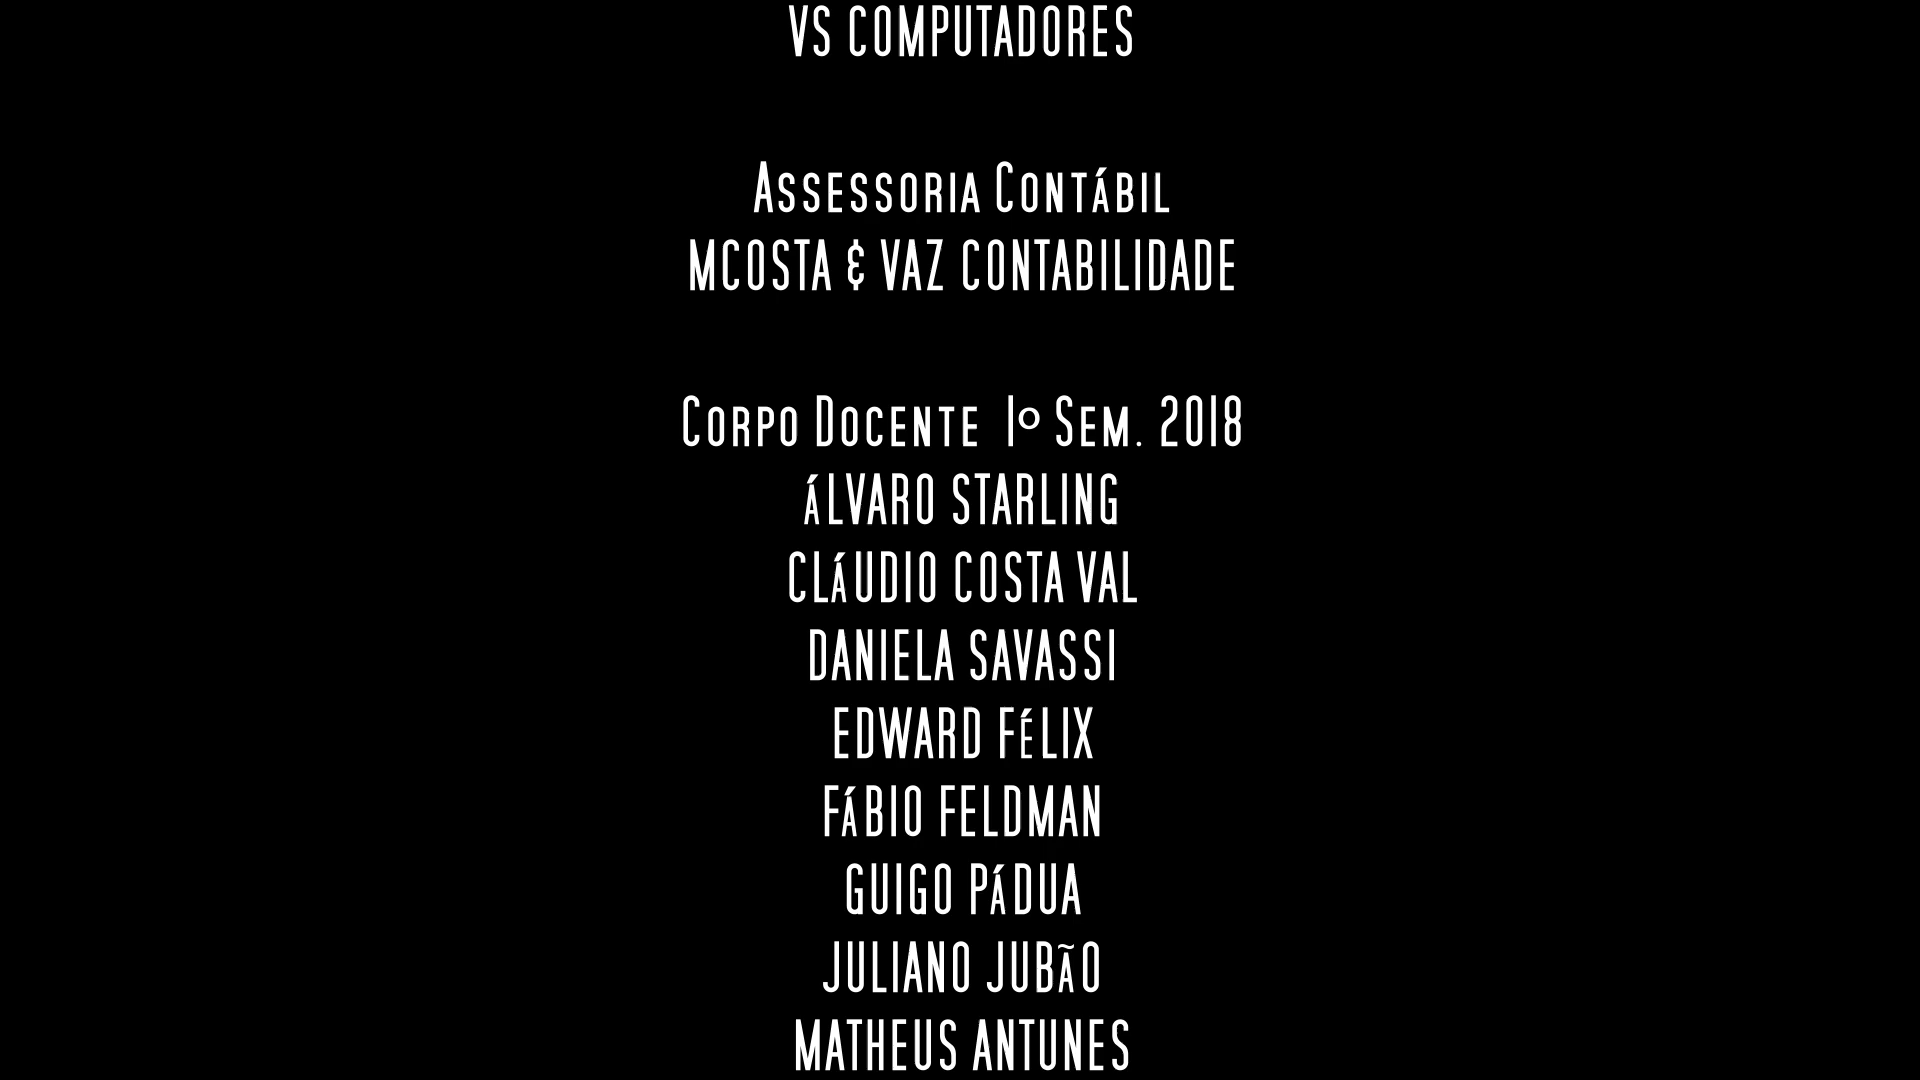 VS COMPUTADORES
Assessoria Contábil
MCOSTA & VAZ CONTABILIDADE
Corpo Docente 1º Sem. 2018
ÁLVARO STARLING
CLÁUDIO COSTA VAL
DANIELA SAVASSI
EDWARD FÉLIX
FÁBIO FELDMAN
GUIGO PÁDUA
JULIANO JUBÃO
MATHEUS ANTUNES